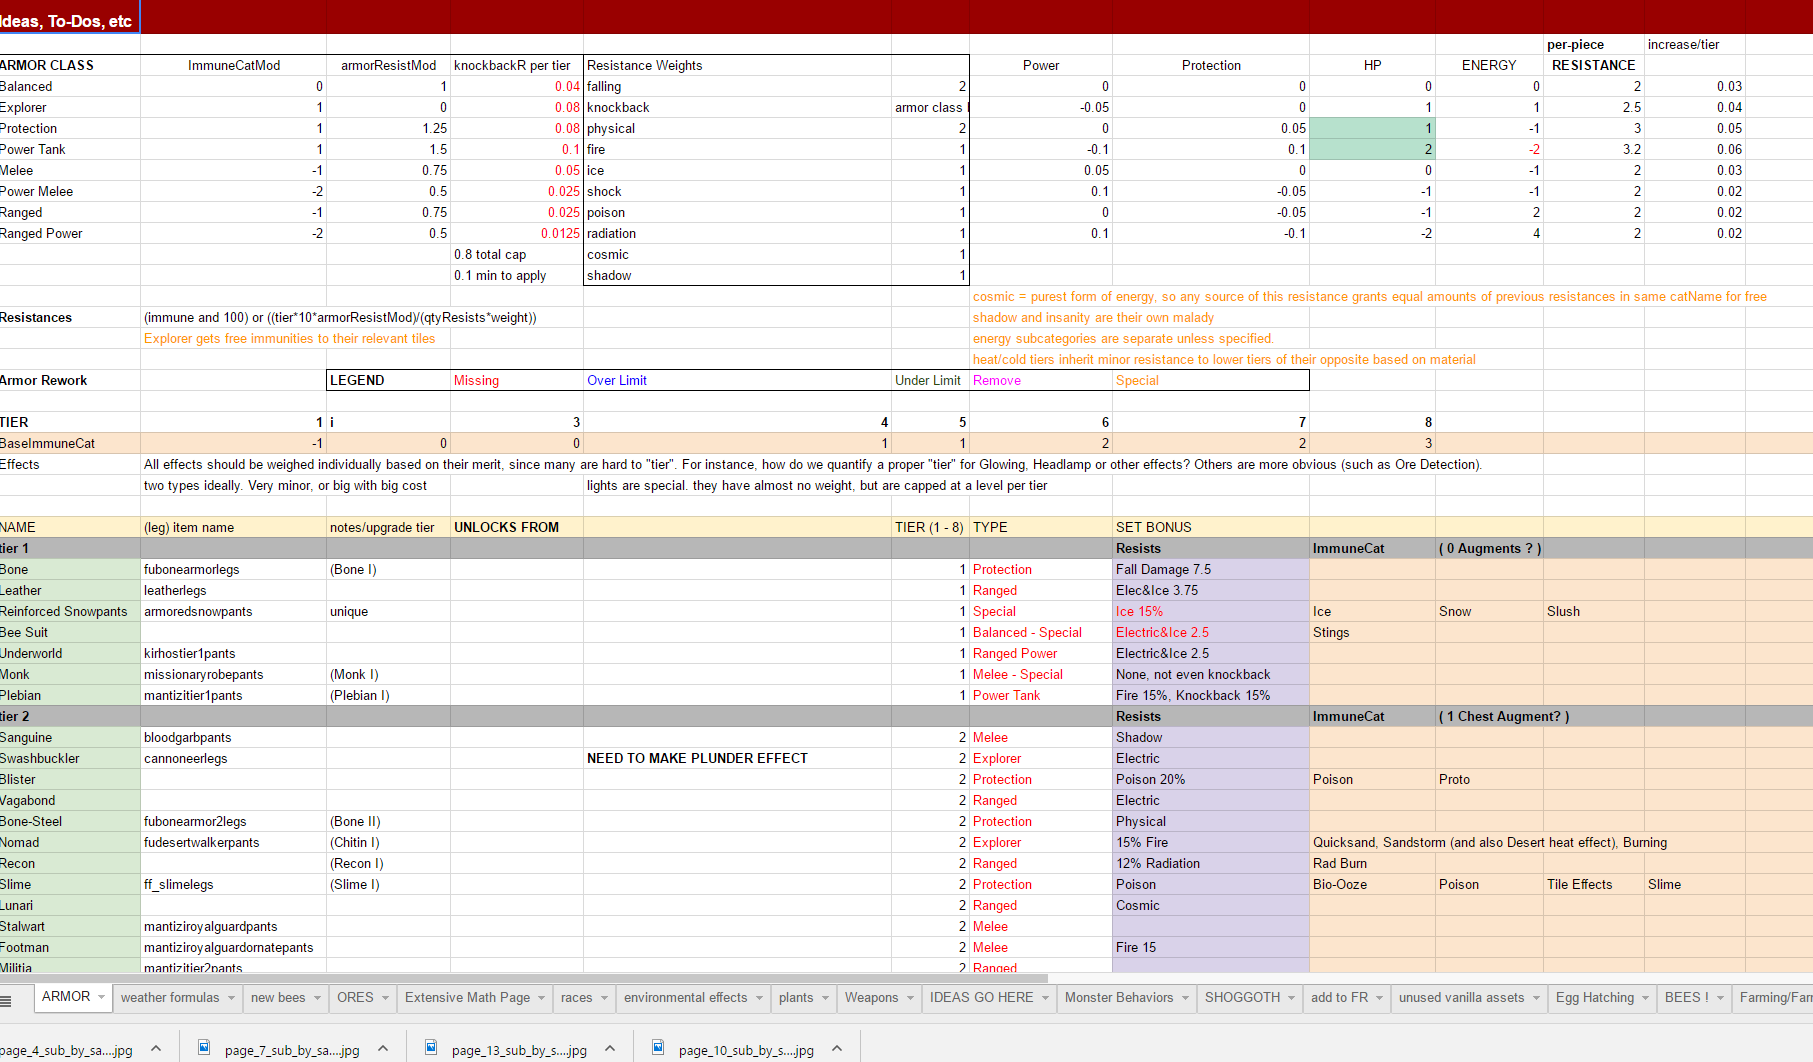 Ideas, To-Dos, etc
per-piece increase/tier
ARMOR CLASS ImmuneCatMod armorResistMod knockbackR per tier Resistance Weights Power Protection HP ENERGY RESISTANCE
Balanced 0 1 0.04 falling 2 0 0 0 0 2 0.03
Explorer 1 0 0.08 knockback armor class -0.05 0 1 1 2.5 0.04
Protection 1 1.25 0.08 physical 2 0 0.05 1 -1 3 0.05
Power Tank 1 1.5 0.1 fire 1 -0.1 0.1 2 -2 3.2 0.06
Melee -1 0.75 0.05 ice 1 0.05 0 0 -1 2 0.03
Power Melee -2 0.5 0.025 shock 1 0.1 -0.05 -1 -1 2 0.02
Ranged -1 0.75 0.025 poison 1 0 -0.05 -1 2 2 0.02
Ranged Power -2 0.5 0.0125 radiation 1 0.1 -0.1 -2 4 2 0.02
0.8 total cap cosmic 1
0.1 min to apply shadow 1
cosmic = purest form of energy, so any source of this resistance grants equal amounts of previous resistances in same catName for free
Resistances (immune and 100) or ((tier*10*armorResistMod)/(qtyResists*weight)) shadow and insanity are their own malady
Explorer gets free immunities to their relevant tiles energy subcategories are separate unless specified.
heat/cold tiers inherit minor resistance to lower tiers of their opposite based on material
Armor Rework LEGEND Missing Over Limit Under Limit Remove Special
TIER 1 i 3 4 5 6 7 8
BaseImmuneCat -1 0 0 1 1 2 2 3
Effects All effects should be weighed individually based on their merit, since many are hard to "tier". For instance, how do we quantify a proper "tier" for Glowing, Headlamp or other effects? Others are more obvious (such as Ore Detection).
two types ideally. Very minor, or big with big cost lights are special. they have almost no weight, but are capped at a level per tier
NAME (leg) item name notes/upgrade tier UNLOCKS FROM TIER (1 - 8) TYPE SET BONUS
tier 1 Resists ImmuneCat ( 0 Augments ? )
Bone fubonearmorlegs (Bone I) 1 Protection Fall Damage 7.5
Leather leatherlegs 1 Ranged Elec&Ice 3.75
Reinforced Snowpants armoredsnowpants unique 1 Special Ice 15% Ice Snow Slush
Bee Suit 1 Balanced - Special Electric&Ice 2.5 Stings
Underworld kirhostier1pants 1 Ranged Power Electric&Ice 2.5
Monk missionaryrobepants (Monk I) 1 Melee - Special None, not even knockback
Plebian mantizitier1pants (Plebian I) 1 Power Tank Fire 15%, Knockback 15%
tier 2 Resists ImmuneCat ( 1 Chest Augment? )
Sanguine bloodgarbpants 2 Melee Shadow
Swashbuckler cannoneerlegs NEED TO MAKE PLUNDER EFFECT 2 Explorer Electric
Blister 2 Protection Poison 20% Poison Proto
Vagabond 2 Ranged Electric
Bone-Steel fubonearmor2legs (Bone II) 2 Protection Physical
Nomad fudesertwalkerpants (Chitin I) 2 Explorer 15% Fire Quicksand, Sandstorm (and also Desert heat effect), Burning
Recon (Recon I) 2 Ranged 12% Radiation Rad Burn
Slime ff_slimelegs (Slime I) 2 Protection Poison Bio-Ooze Poison Tile Effects Slime
Lunari 2 Ranged Cosmic
Stalwart mantiziroyalguardpants 2 Melee
Footman mantiziroyalguardornatepants 2 Melee Fire 15
Militia mantizitier2pants 2 Ranged
ARMOR weather formulas new bees ORES Extensive Math Page races environmental effects plants Weapons IDEAS GO HERE Monster Behaviors SHOGGOTH add to FR unused vanilla assets Egg Hatching BEES ! Farming/Far
page_4_sub_by_sa....jpg page_7_sub_by_sa....jpg page_13_sub_by_s....jpg page_10_sub_by_s....jpg